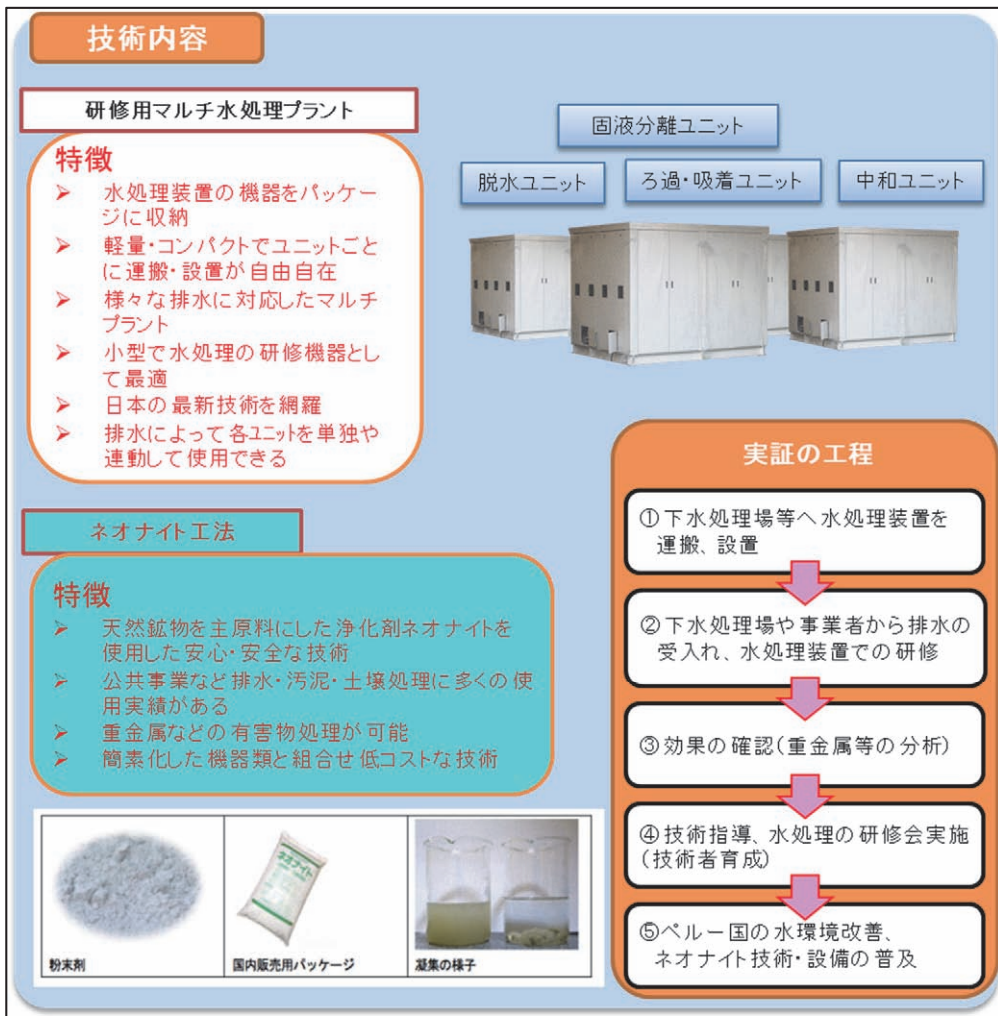 技術内容
研修用マルチ水処理プラント
特徴
➢ 水処理装置の機器をパッケー
ジに収納
➢ 軽量・コンパクトでユニットごと
に運搬・設置が自由自在
➢ 様々な排水に対応したマルチ
プラント
➢ 小型で水処理の研修機器とし
て最適
➢ 日本の最新技術を網羅
➢ 排水によって各ユニットを単独や
連動して使用できる
固液分離ユニット
脱水ユニット
ろ過・吸着ユニット
中和ユニット
ネオナイト工法
特徴
➢ 天然鉱物を主原料にした浄化剤ネオナイトを
使用した安心・安全な技術
➢ 公共事業など排水・汚泥・土壌処理に多くの使
用実績がある
➢ 重金属などの有害物処理が可能
➢ 簡素化した機器類と組合せ低コストな技術
ネオナイト
粉末剤
国内販売用パッケージ
凝集の様子
実証の工程
①下水処理場等へ水処理装置を
運搬、設置
②下水処理場や事業者から排水の
受入れ、水処理装置での研修
③効果の確認(重金属等の分析)
④技術指導、水処理の研修会実施
(技術者育成)
⑤ペルー国の水環境改善、
ネオナイト技術・設備の普及